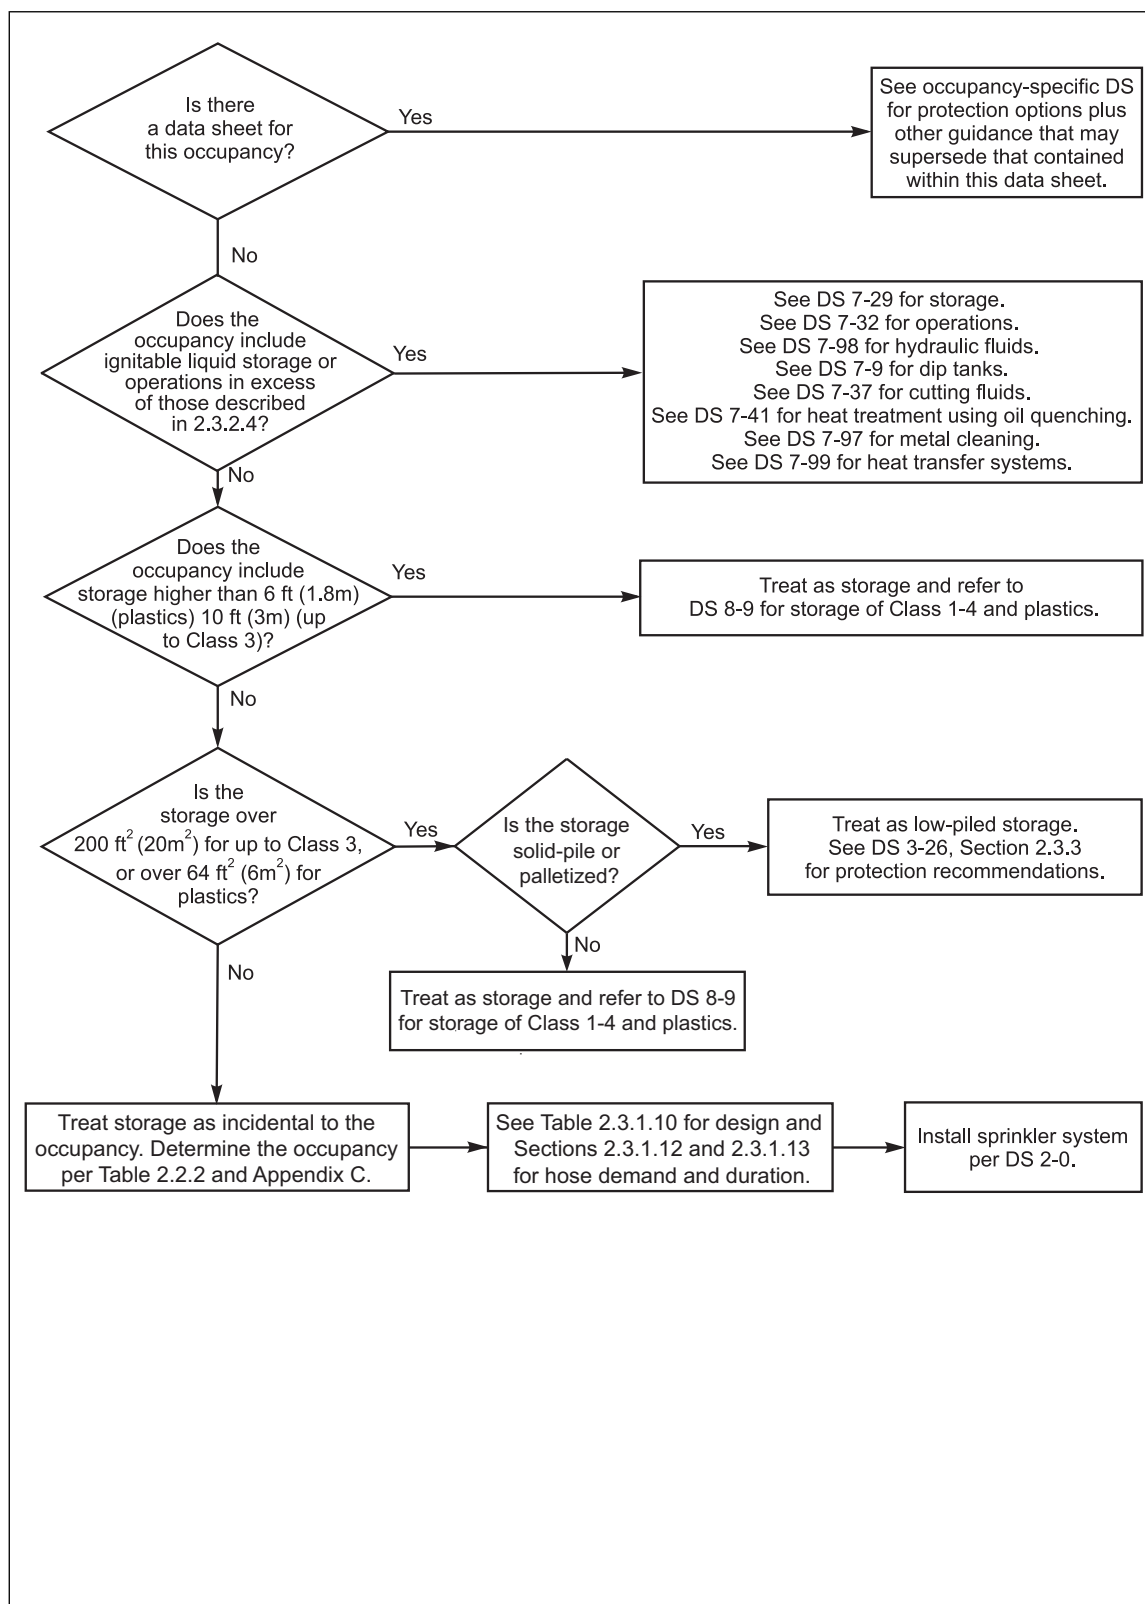 Is there
a data sheet for
this occupancy?
Yes
See occupancy-specific DS
for protection options plus
other guidance that may
supersede that contained
within this data sheet.
No
Does the
occupancy include
ignitable liquid storage or
operations in excess
of those described
in 2.3.2.4?
Yes
See DS 7-29 for storage.
See DS 7-32 for operations.
See DS 7-98 for hydraulic fluids.
See DS 7-9 for dip tanks.
See DS 7-37 for cutting fluids.
See DS 7-41 for heat treatment using oil quenching.
See DS 7-97 for metal cleaning.
See DS 7-99 for heat transfer systems.
No
Does the
occupancy include
storage higher than 6 ft (1.8m)
(plastics) 10 ft (3m) (up
to Class 3)?
Yes
Treat as storage and refer to
DS 8-9 for storage of Class 1-4 and plastics.
No
Is the
storage over
200 ft² (20m²) for up to Class 3,
or over 64 ft² (6m²) for
plastics?
Yes
Is the storage
solid-pile or
palletized?
Yes
Treat as low-piled storage.
See DS 3-26, Section 2.3.3
for protection recommendations.
No
Treat as storage and refer to DS 8-9
for storage of Class 1-4 and plastics.
No
Treat storage as incidental to the
occupancy. Determine the occupancy
per Table 2.2.2 and Appendix C.
See Table 2.3.1.10 for design and
Sections 2.3.1.12 and 2.3.1.13
for hose demand and duration.
Install sprinkler system
per DS 2-0.